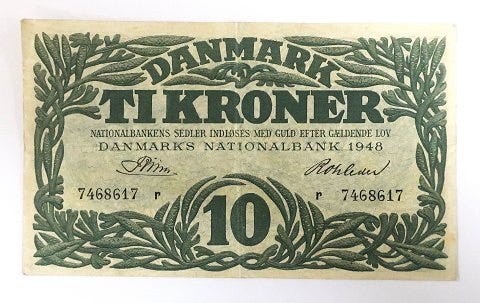 DANMARK
TI KRONER
NATIONALBANKENS SEDLER INDLØSES MED GULD EFTER GÆLDENDE LOV
DANMARKS NATIONALBANK 1948
7468617 r r 7468617
10